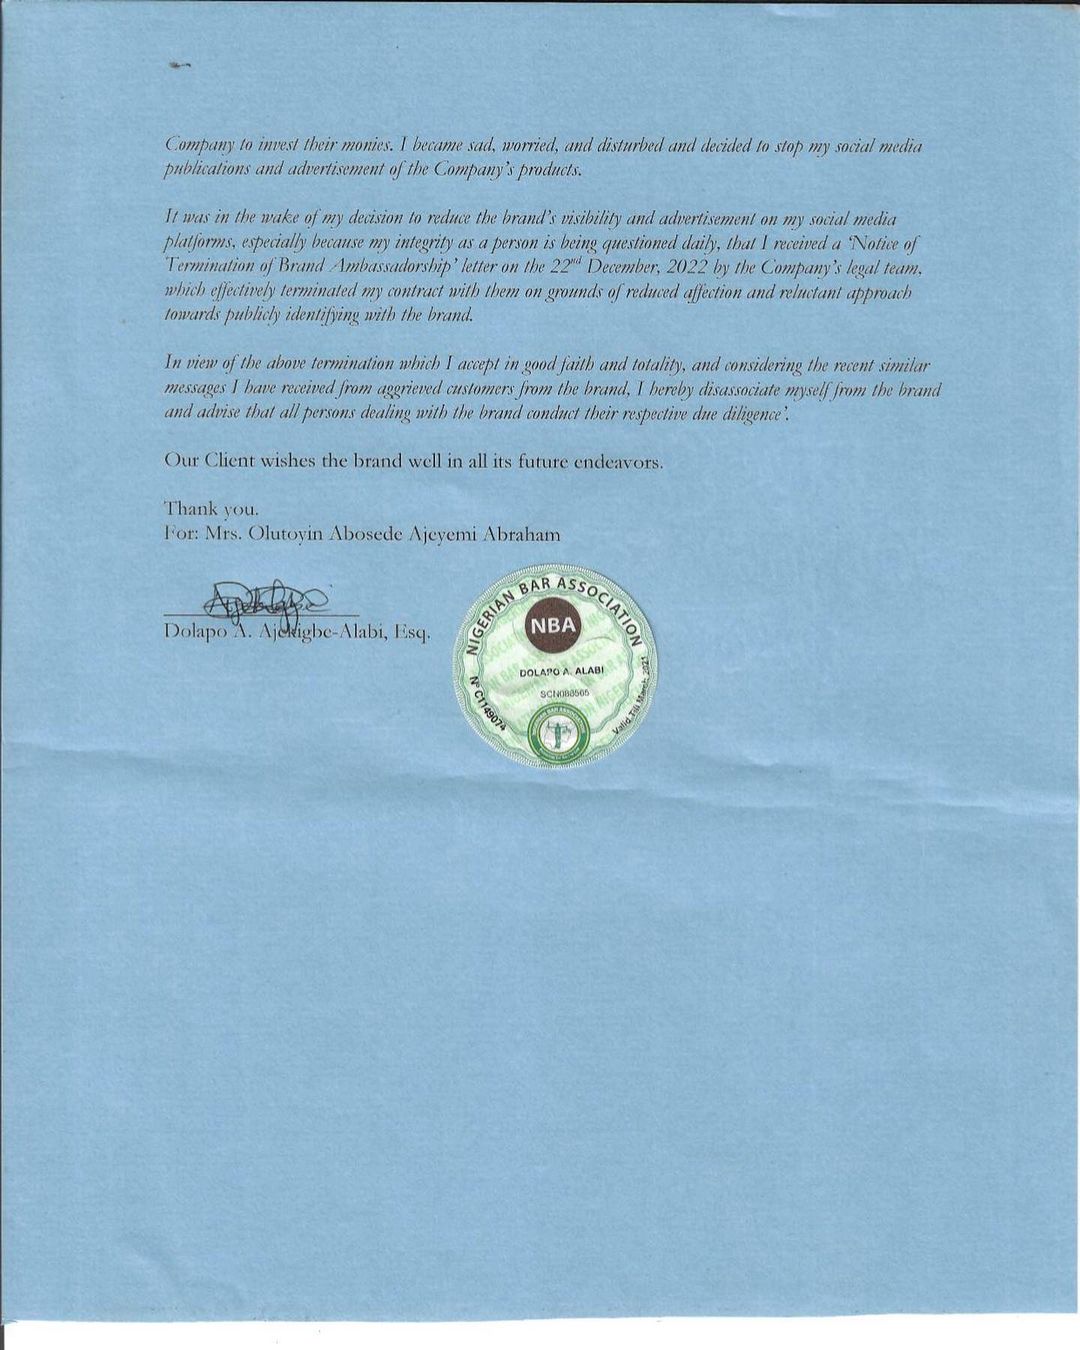 Company to invest their monies. I became sad, worried, and disturbed and decided to stop my social media
publications and advertisement of the Company's products.
It was in the wake of my decision to reduce the brand's visibility and advertisement on my social media
platforms, especially because my integrity as a person is being questioned daily, that I received a 'Notice of
Termination of Brand Ambassadorship' letter on the 22nd December, 2022 by the Company's legal team,
which effectively terminated my contract with them on grounds of reduced affection and reluctant approach
towards publicly identifying with the brand.
In view of the above termination which I accept in good faith and totality, and considering the recent similar
messages I have received from aggrieved customers from the brand, I hereby disassociate myself from the brand
and advise that all persons dealing with the brand conduct their respective due diligence'.
Our Client wishes the brand well in all its future endeavors.
Thank you.
For: Mrs. Olutoyin Abosede Ajeyemi Abraham
Dolapo A. Ajekigbe-Alabi, Esq.
NIGERIAN BAR ASSOCIATION
NBA
DOLAPO A. ALABI
SCN088565
Nº C1149074
Valid Till March, 2021